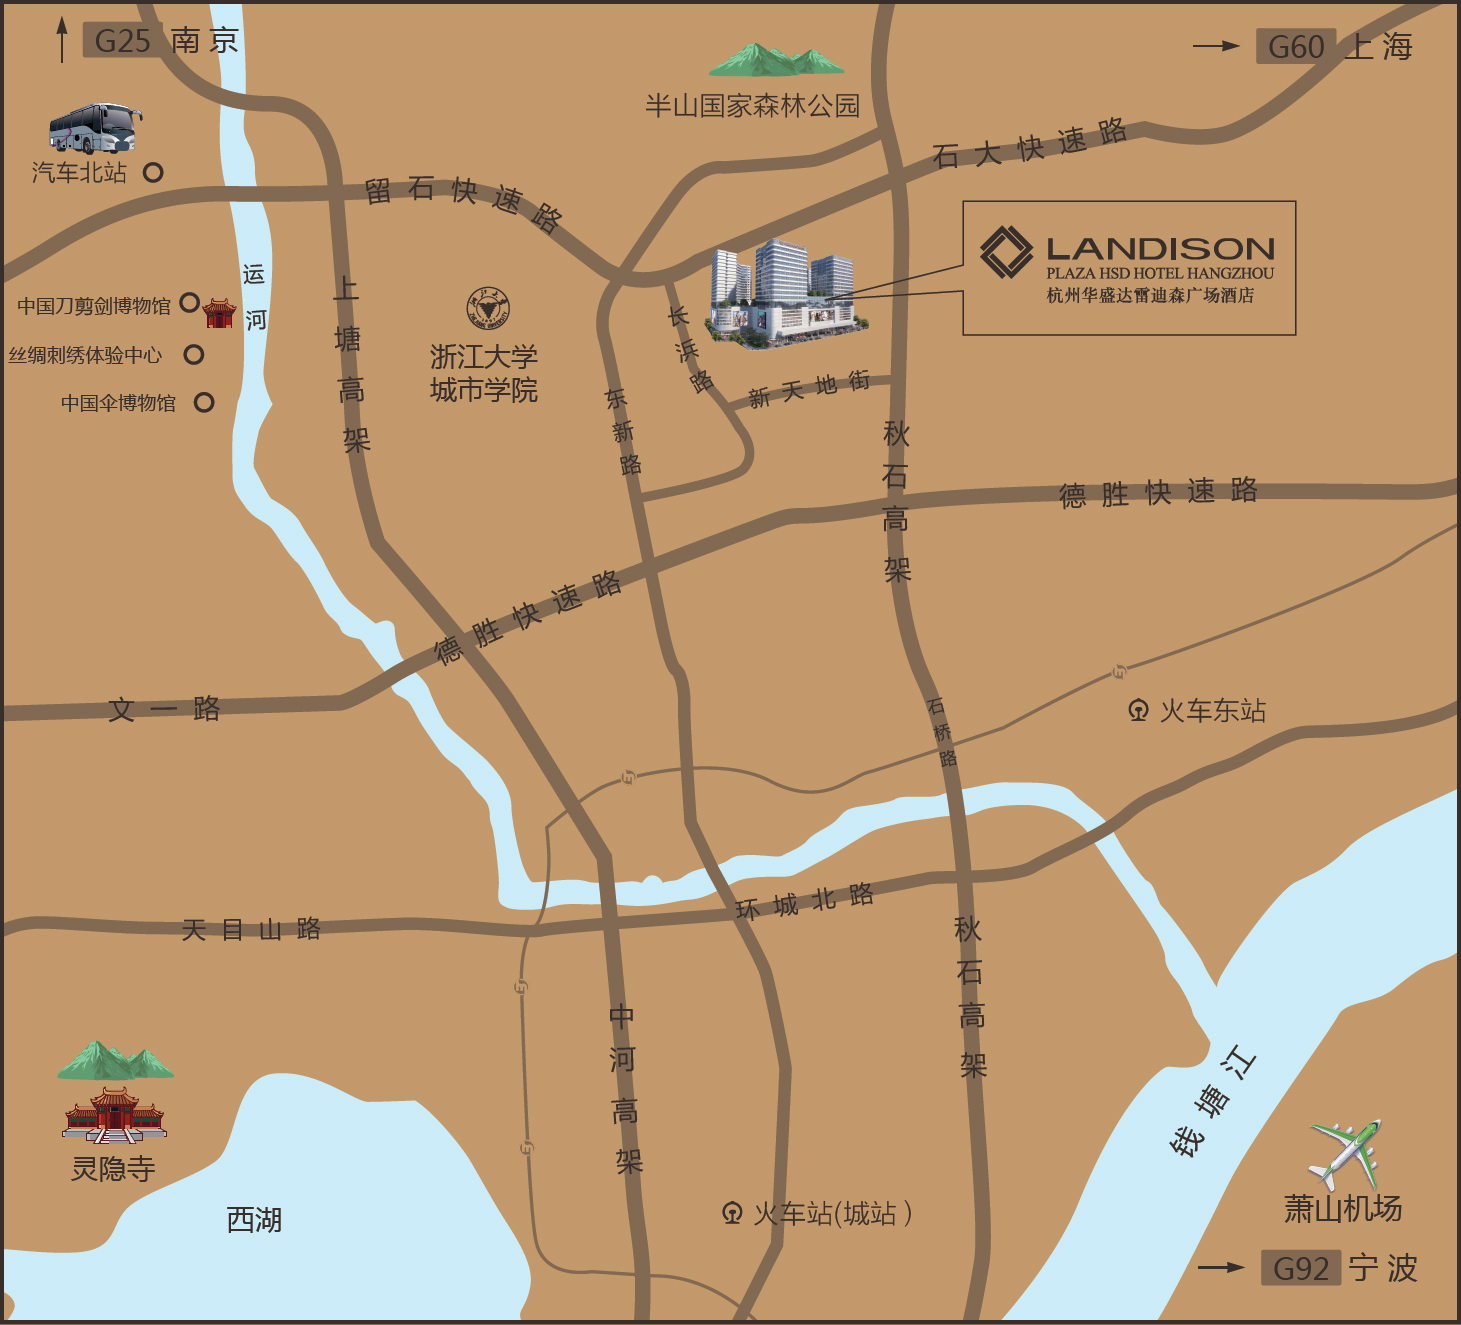 G25 南京
G60 上海
半山国家森林公园
石大快速路
汽车北站
留石快速路
LANDISON
PLAZA HSD HOTEL HANGZHOU
杭州华盛达雷迪森广场酒店
运河
上塘高架
中国刀剪剑博物馆
长浜路
丝绸刺绣体验中心
浙江大学
城市学院
新天地街
东新路
中国伞博物馆
秋石高架
德胜快速路
德胜快速路
文一路
石桥路
火车东站
环城北路
天目山路
秋石高架
中河高架
钱塘江
灵隐寺
西湖
火车站(城站)
萧山机场
G92 宁波